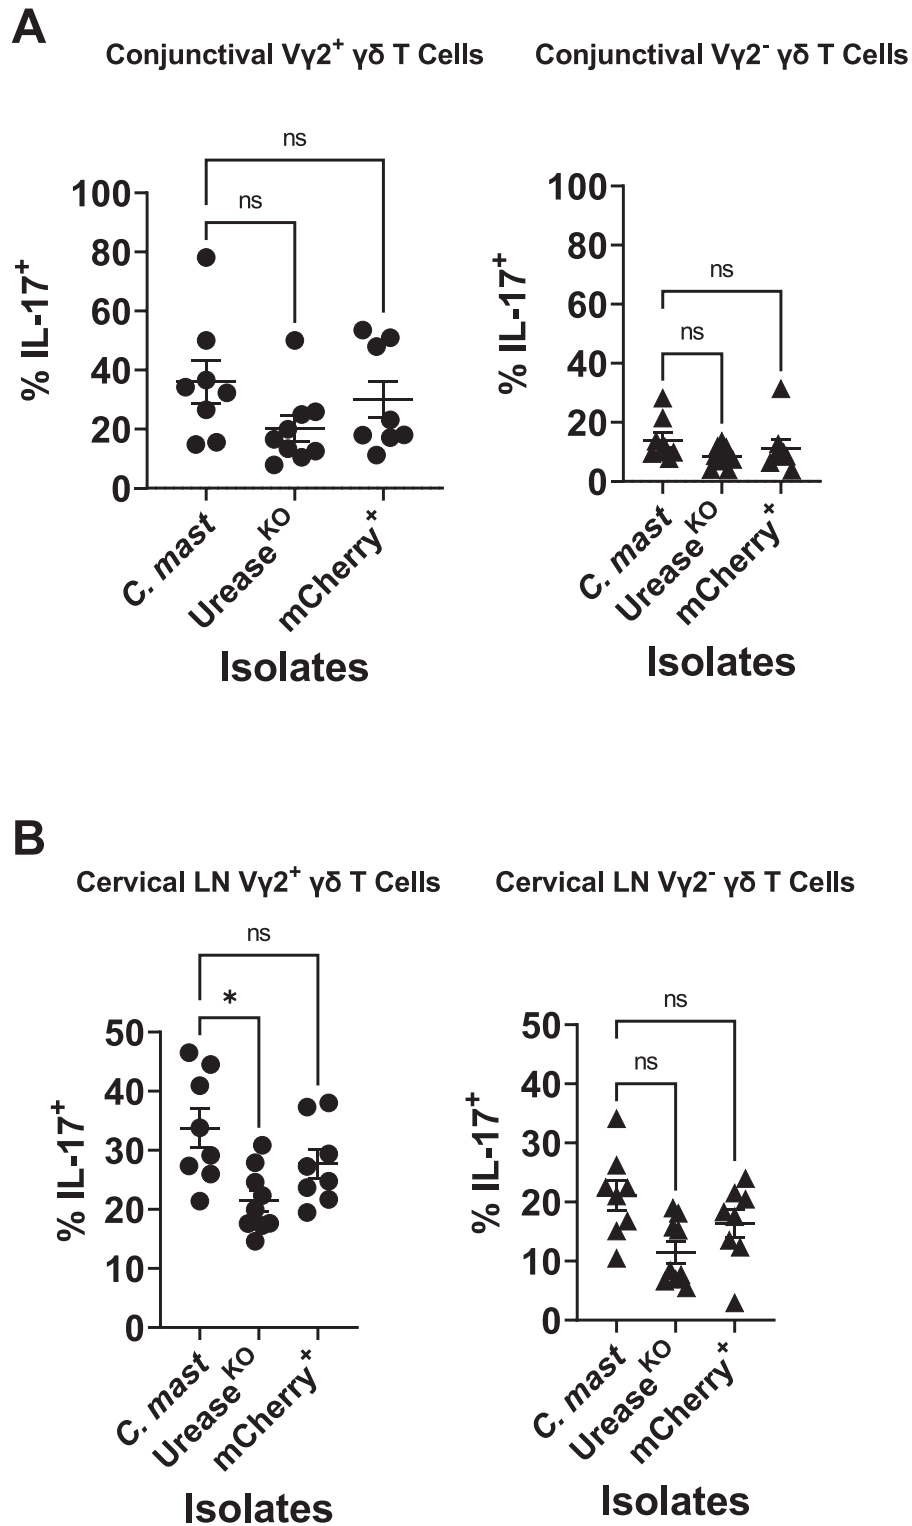 A
Conjunctival Vγ2⁺ γδ T Cells
Conjunctival Vγ2⁻ γδ T Cells
ns
ns
100
80
60
40
20
0
% IL-17⁺
C. mast
Urease KO
mCherry⁺
Isolates
ns
ns
100
80
60
40
20
0
% IL-17⁺
C. mast
Urease KO
mCherry⁺
Isolates
B
Cervical LN Vγ2⁺ γδ T Cells
Cervical LN Vγ2⁻ γδ T Cells
ns
*
50
40
30
20
10
0
% IL-17⁺
C. mast
Urease KO
mCherry⁺
Isolates
ns
ns
50
40
30
20
10
0
% IL-17⁺
C. mast
Urease KO
mCherry⁺
Isolates